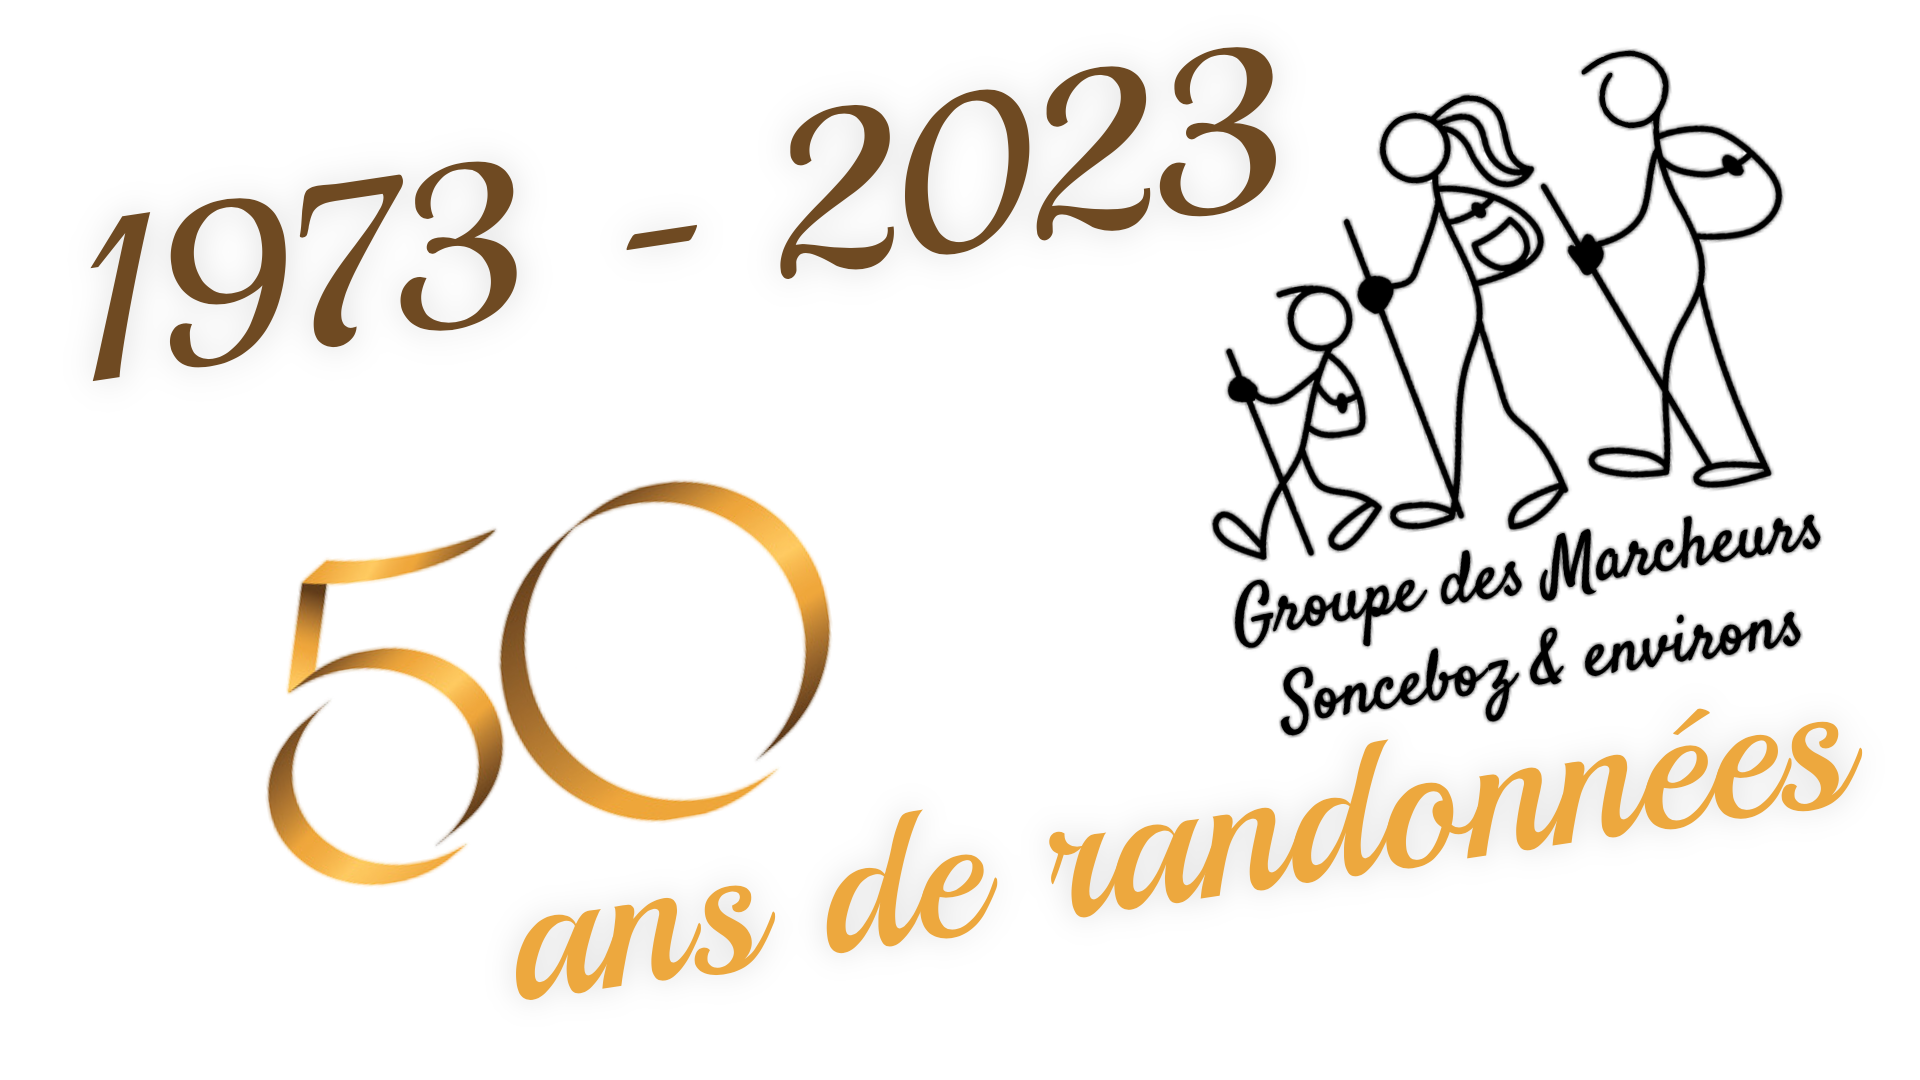 1973 - 2023
Groupe des Marcheurs
Sonceboz & environs
50
ans de randonnées